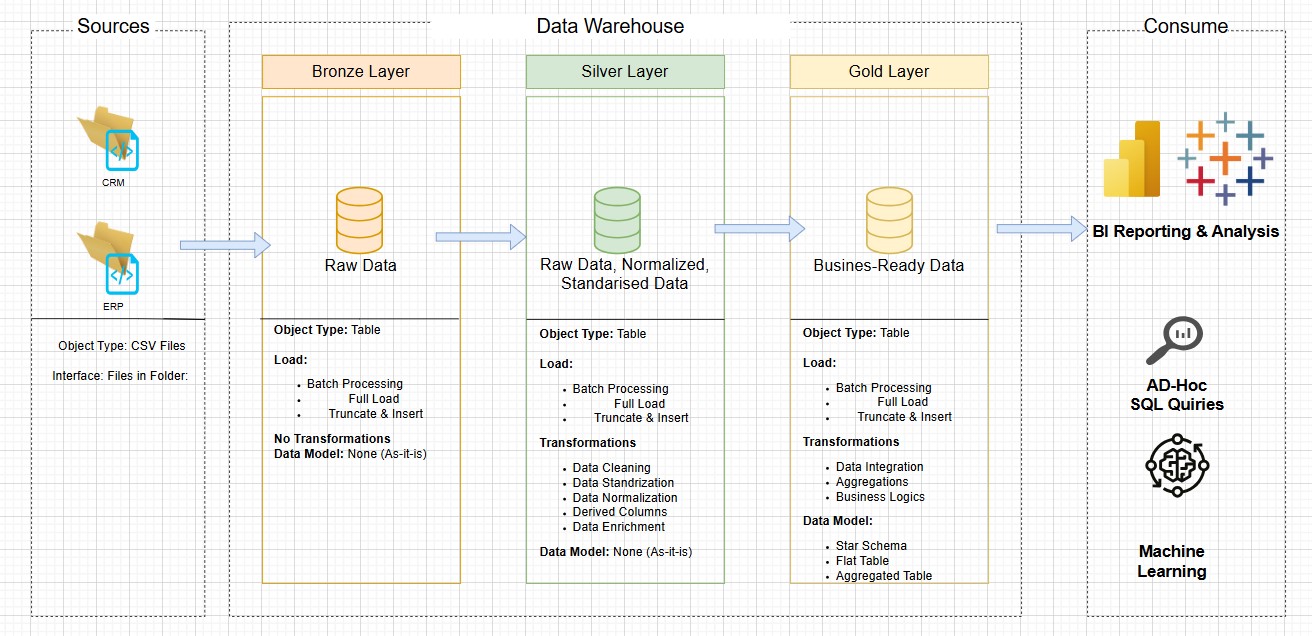 Sources
Data Warehouse
Consume
Bronze Layer
Silver Layer
Gold Layer
CRM
ERP
Raw Data
Raw Data, Normalized,
Standarised Data
Busines-Ready Data
BI Reporting & Analysis
Object Type: CSV Files
Interface: Files in Folder:
Object Type: Table
Load:
• Batch Processing
• Full Load
• Truncate & Insert
No Transformations
Data Model: None (As-it-is)
Object Type: Table
Load:
• Batch Processing
• Full Load
• Truncate & Insert
Transformations
• Data Cleaning
• Data Standrization
• Data Normalization
• Derived Columns
• Data Enrichment
Data Model: None (As-it-is)
Object Type: Table
Load:
• Batch Processing
• Full Load
• Truncate & Insert
Transformations
• Data Integration
• Aggregations
• Business Logics
Data Model:
• Star Schema
• Flat Table
• Aggregated Table
AD-Hoc
SQL Quiries
Machine
Learning